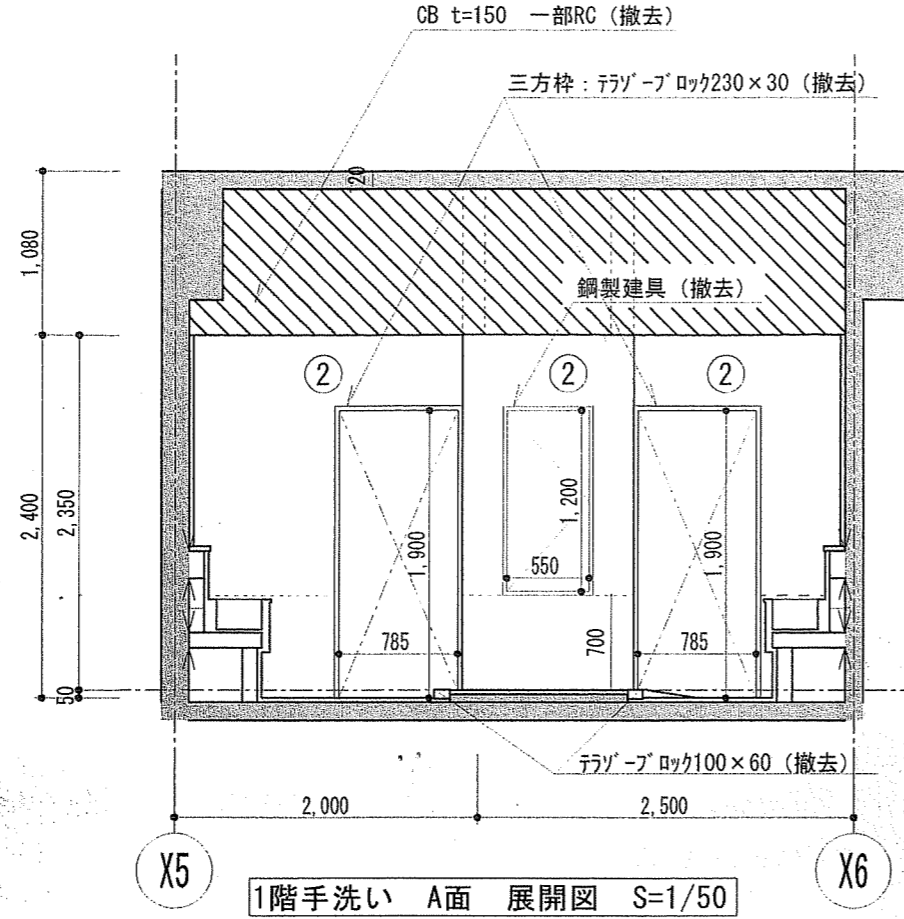 CB t=150 一部RC (撤去)
三方枠：テラゾーブロック230×30 (撤去)
120
1,080
鋼製建具 (撤去)
2
2
2
2,400
2,350
1,900
1,200
550
1,900
785
700
785
50
テラゾーブロック100×60 (撤去)
2,000
2,500
X5
X6
1階手洗い A面 展開図 S=1/50